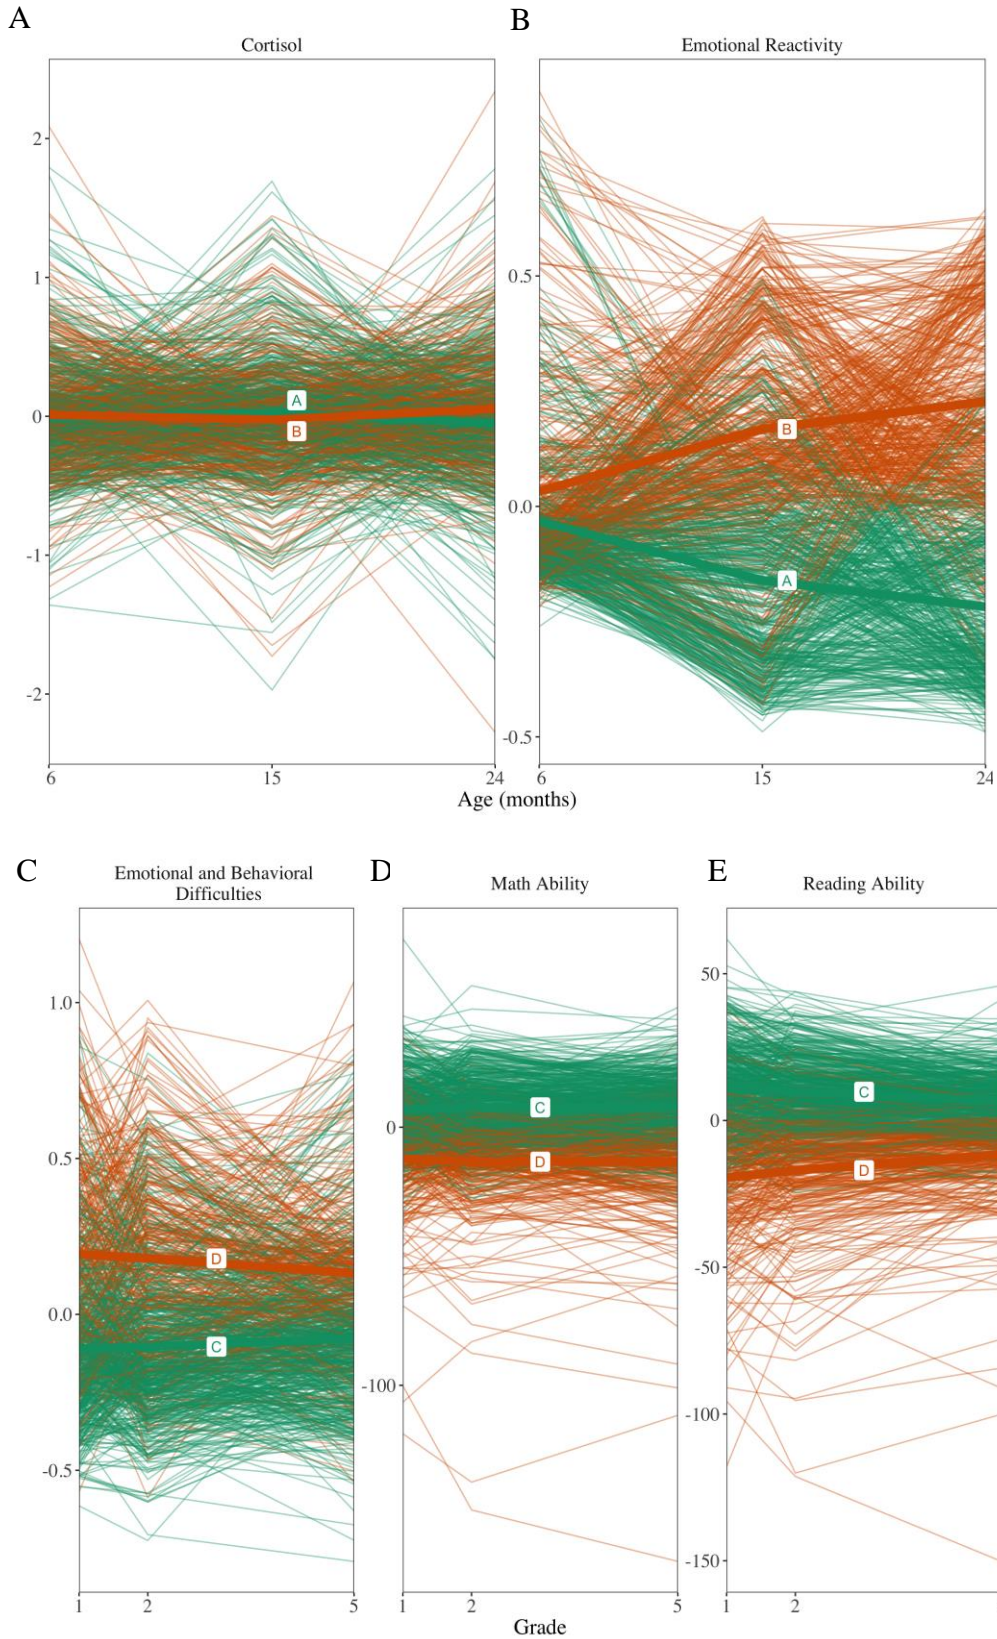 A
B
Cortisol
Emotional Reactivity
2
1
0
-1
-2
A
B
6
15
24
0.5
0.0
-0.5
B
A
6
15
24
Age (months)
C
D
E
Emotional and Behavioral
Difficulties
Math Ability
Reading Ability
1.0
0.5
0.0
-0.5
D
C
1
2
5
0
-100
C
D
1
2
5
50
0
-50
-100
-150
C
D
1
2
Grade